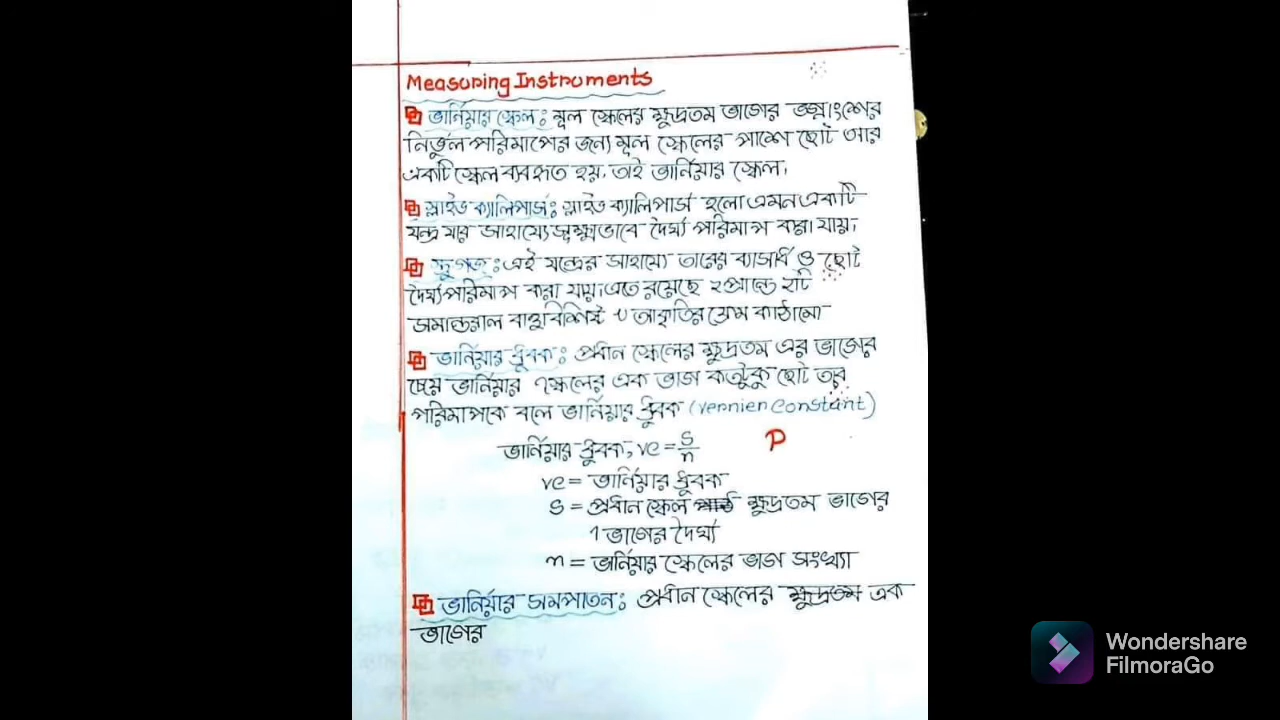 Measuring Instruments
ভার্নিয়ার স্কেল: মূল স্কেলের ক্ষুদ্রতম ভাগের ভগ্নাংশের
নির্ভুল পরিমাপের জন্য মূল স্কেলের পাশে ছোট আর
একটি স্কেল ব্যবহৃত হয়, তাই ভার্নিয়ার স্কেল,
স্লাইড ক্যালিপার্স: স্লাইড ক্যালিপার্স হলো এমন একটি
যন্ত্র যার সাহায্যে সূক্ষ্মভাবে দৈর্ঘ্য পরিমাপ করা যায়,
স্ক্রুগজ: এই যন্ত্রের সাহায্যে তারের ব্যাসার্ধ ও ছোট
দৈর্ঘ্য পরিমাপ করা যায়। এতে রয়েছে ২প্রান্তে ২টি
সমান্তরাল বাহুবিশিষ্ট U আকৃতির ফ্রেম কাঠামো
ভার্নিয়ার ধ্রুবক: প্রধান স্কেলের ক্ষুদ্রতম এর ভাগের
চেয়ে ভার্নিয়ার স্কেলের এক ভাগ কতটুকু ছোট তার
পরিমাপকে বলে ভার্নিয়ার ধ্রুবক (Vernier Constant)
ভার্নিয়ার ধ্রুবক, vc = s/n
P
vc = ভার্নিয়ার ধ্রুবক
s = প্রধান স্কেল ক্ষুদ্রতম ভাগের
1 ভাগের দৈর্ঘ্য
n = ভার্নিয়ার স্কেলের ভাগ সংখ্যা
ভার্নিয়ার সমপাতন: প্রধান স্কেলের ক্ষুদ্রতম এক
ভাগের
Wondershare
FilmoraGo